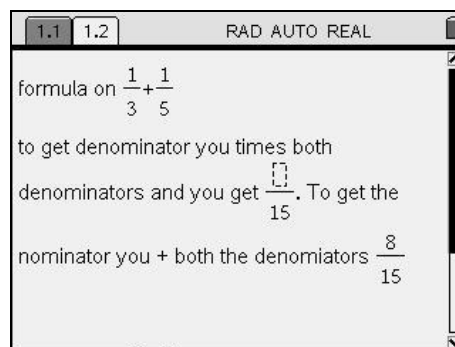 1.1 1.2 RAD AUTO REAL
formula on 1/3+1/5
to get denominator you times both
denominators and you get □/15. To get the
nominator you + both the denomiators 8/15